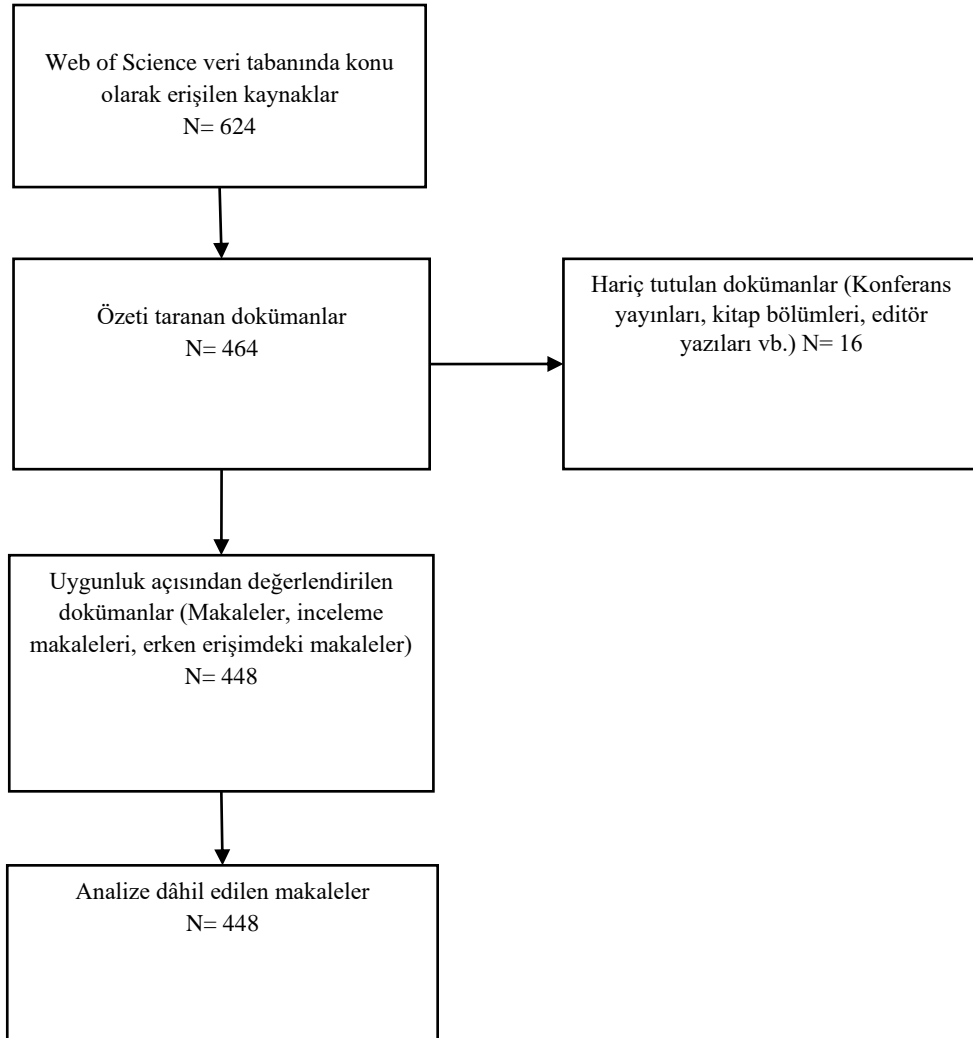 Web of Science veri tabanında konu
olarak erişilen kaynaklar
N= 624
Özeti taranan dokümanlar
N= 464
Hariç tutulan dokümanlar (Konferans
yayınları, kitap bölümleri, editör
yazıları vb.) N= 16
Uygunluk açısından değerlendirilen
dokümanlar (Makaleler, inceleme
makaleleri, erken erişimdeki makaleler)
N= 448
Analize dâhil edilen makaleler
N= 448